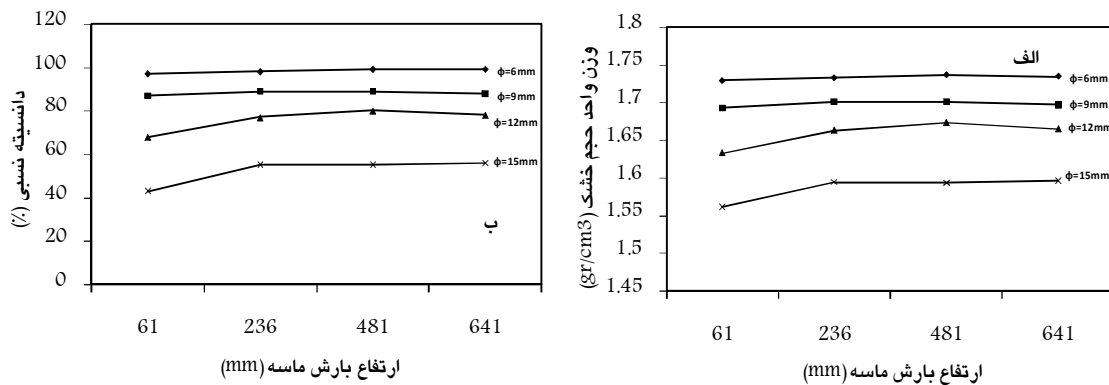 120
100
80
60
40
20
0
دانسیته نسبی (%)
ϕ=6mm
ϕ=9mm
ϕ=12mm
ϕ=15mm
ب
61 236 481 641
ارتفاع بارش ماسه (mm)
1.8
1.75
1.7
1.65
1.6
1.55
1.5
1.45
وزن واحد حجم خشک (gr/cm3)
الف
ϕ=6mm
ϕ=9mm
ϕ=12mm
ϕ=15mm
61 236 481 641
ارتفاع بارش ماسه (mm)